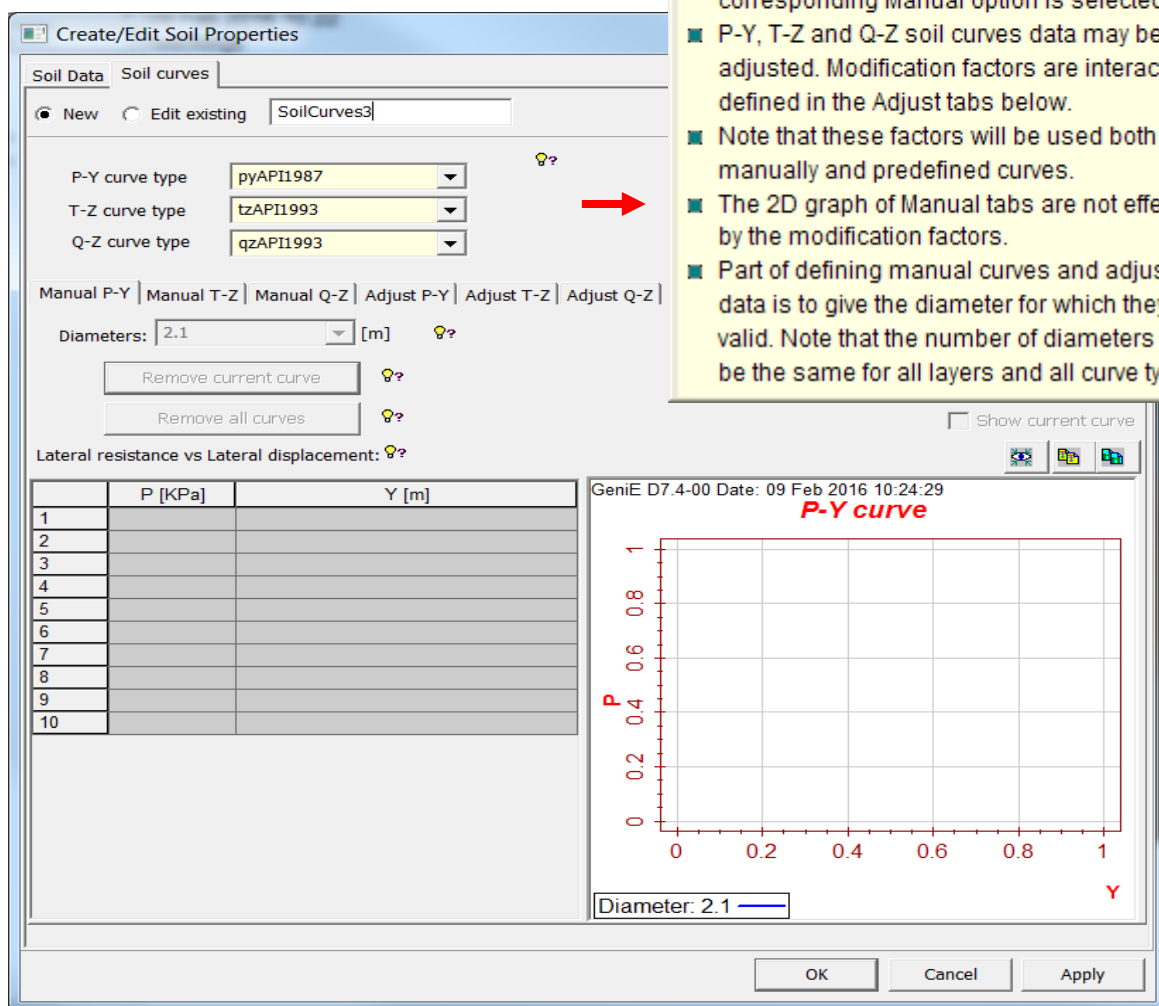 Create/Edit Soil Properties
Soil Data Soil curves
New Edit existing SoilCurves3
P-Y curve type pyAPI1987
T-Z curve type tzAPI1993
Q-Z curve type qzAPI1993
Manual P-Y Manual T-Z Manual Q-Z Adjust P-Y Adjust T-Z Adjust Q-Z
Diameters: 2.1 [m]
Remove current curve
Remove all curves
Lateral resistance vs Lateral displacement:
P [KPa] Y [m]
1
2
3
4
5
6
7
8
9
10
corresponding Manual option is selected
P-Y, T-Z and Q-Z soil curves data may be
adjusted. Modification factors are interac
defined in the Adjust tabs below.
Note that these factors will be used both
manually and predefined curves.
The 2D graph of Manual tabs are not effe
by the modification factors.
Part of defining manual curves and adjus
data is to give the diameter for which they
valid. Note that the number of diameters
be the same for all layers and all curve ty
Show current curve
GeniE D7.4-00 Date: 09 Feb 2016 10:24:29
P-Y curve
1
0.8
0.6
0.4
0.2
0
P
0 0.2 0.4 0.6 0.8 1
Y
Diameter: 2.1
OK Cancel Apply